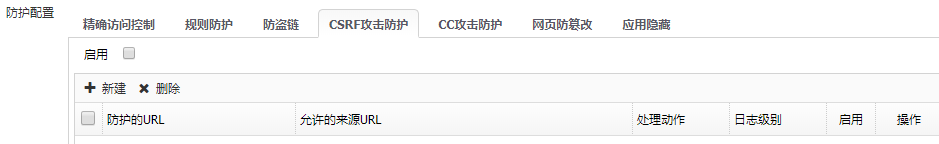 防护配置
精确访问控制 规则防护 防盗链 CSRF攻击防护 CC攻击防护 网页防篡改 应用隐藏
启用
新建 删除
防护的URL 允许的来源URL 处理动作 日志级别 启用 操作